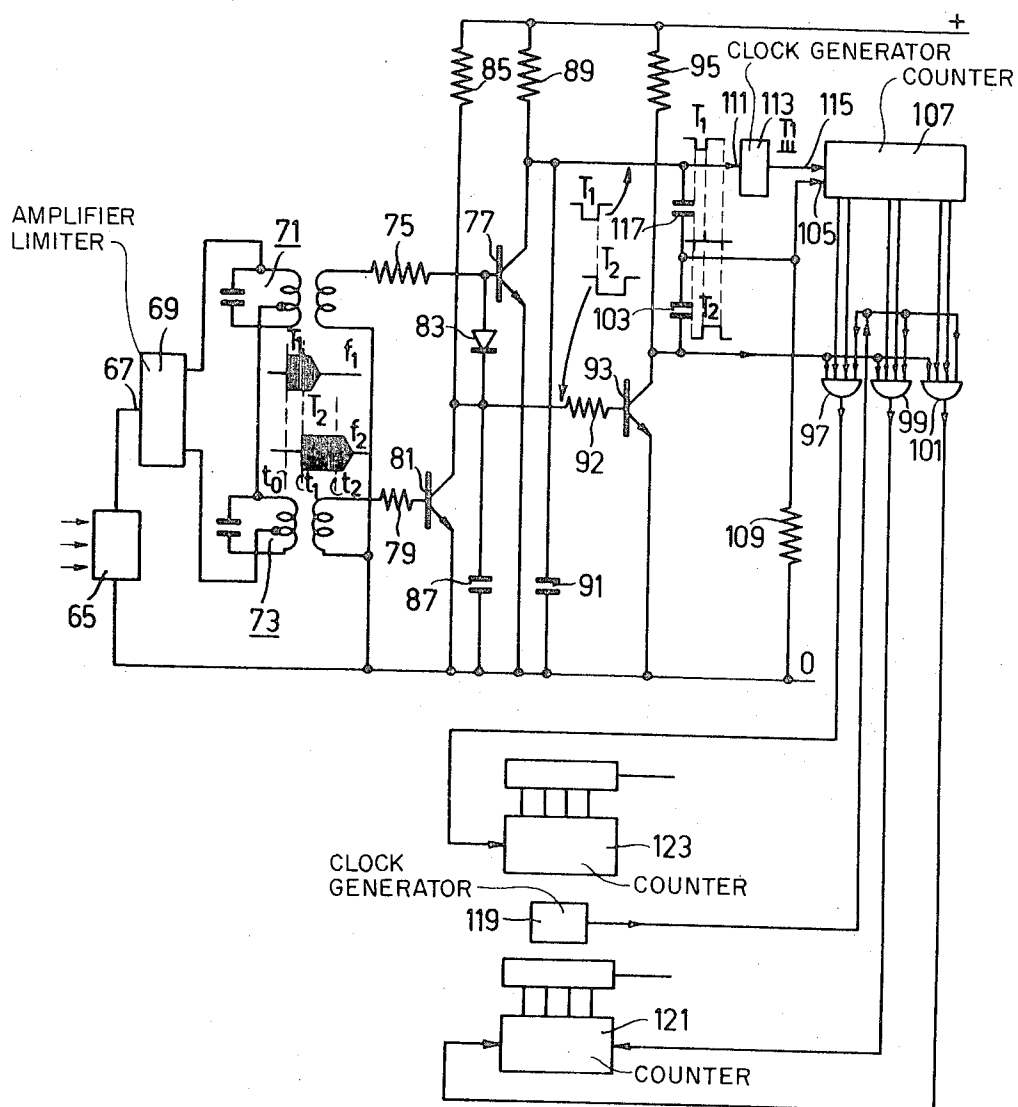 +
85
89
95
CLOCK GENERATOR
COUNTER
T1
111
113
T1
115
107
AMPLIFIER
LIMITER
71
75
77
T1
117
105
69
83
T2
103
T2
67
T1
f1
T2
93
97
99
101
92
f2
t0
t1
t2
81
79
109
65
73
87
91
0
123
CLOCK
GENERATOR
COUNTER
119
121
COUNTER